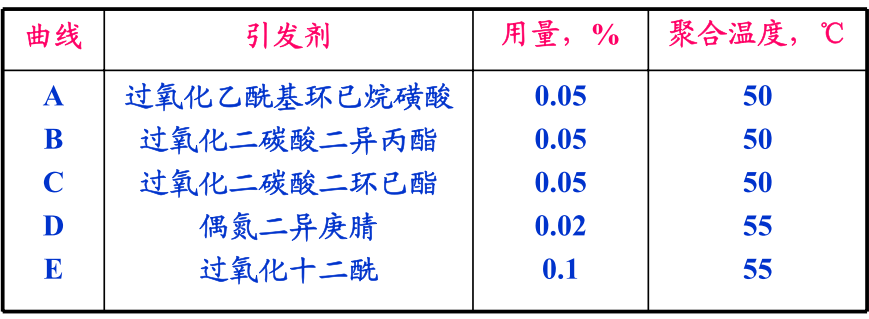 曲线 引发剂 用量，% 聚合温度，℃
A 过氧化乙酰基环已烷磺酸 0.05 50
B 过氧化二碳酸二异丙酯 0.05 50
C 过氧化二碳酸二环已酯 0.05 50
D 偶氮二异庚腈 0.02 55
E 过氧化十二酰 0.1 55